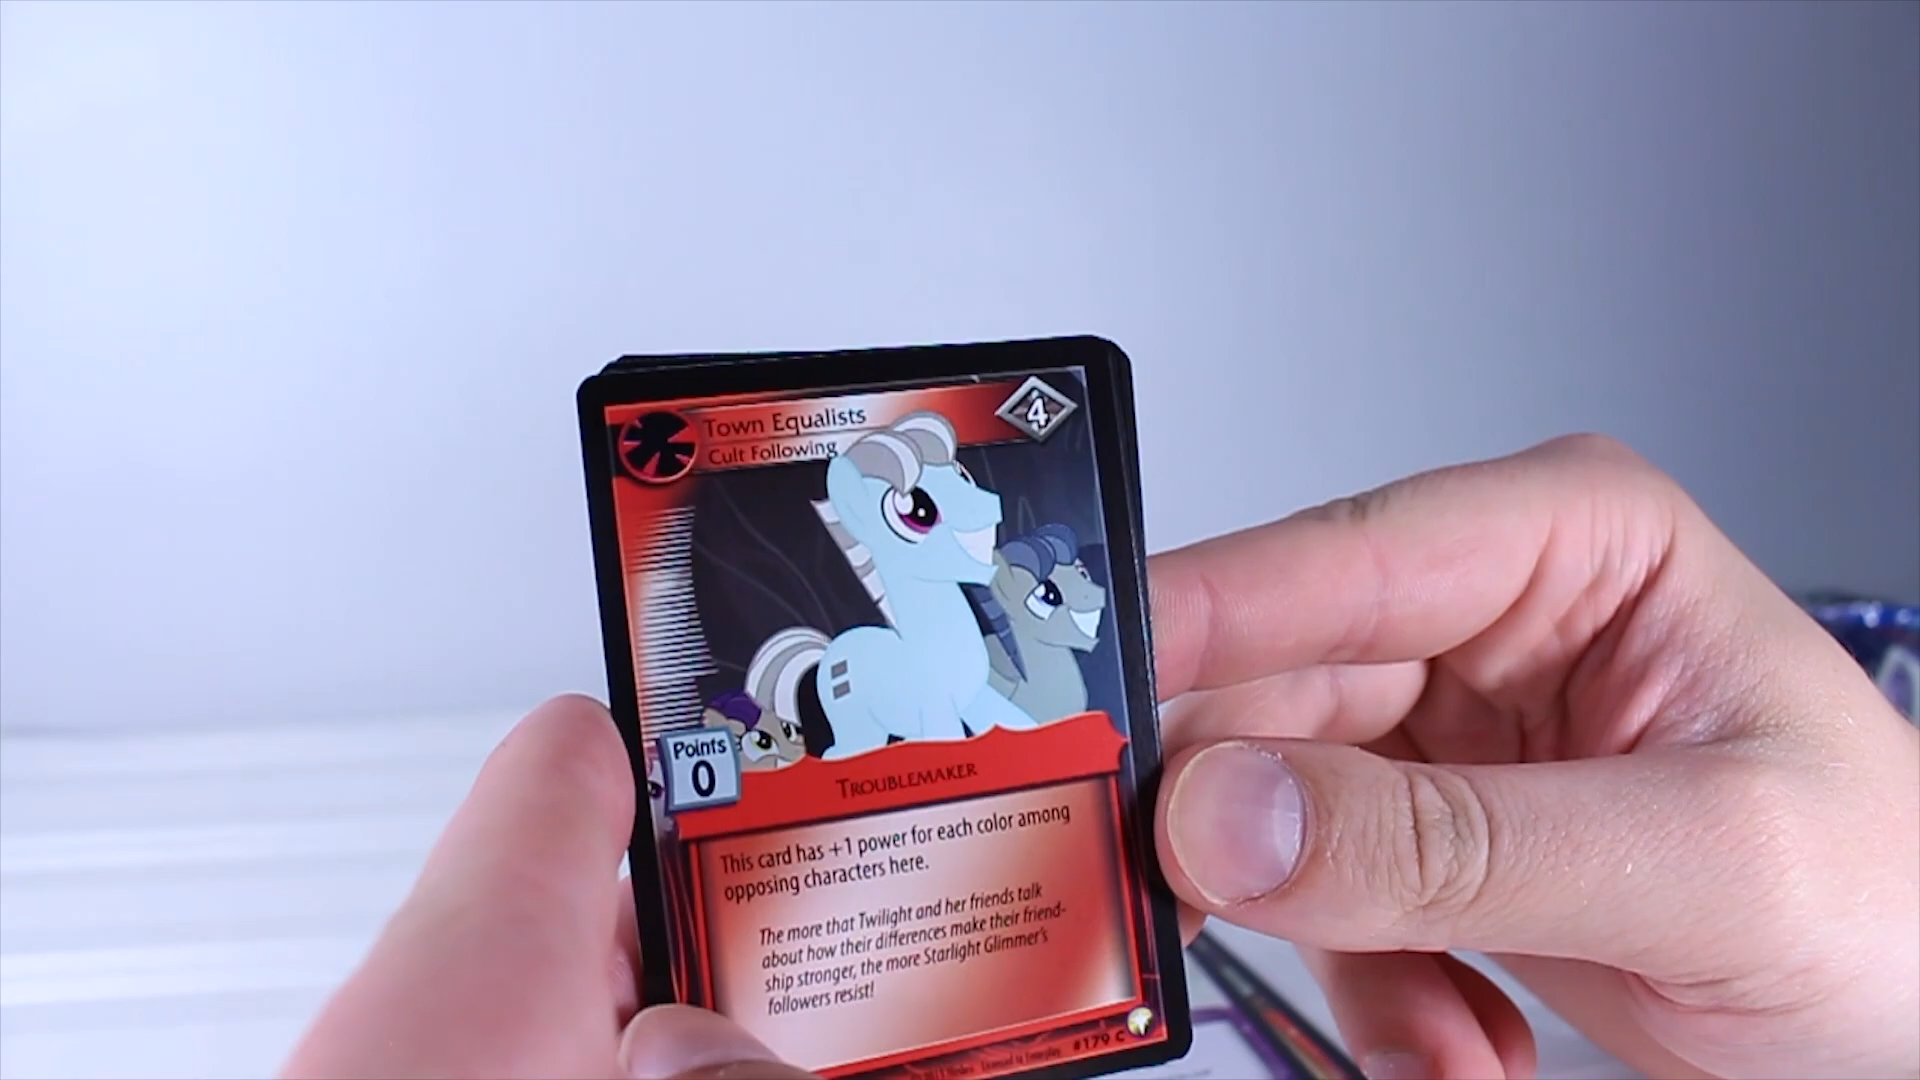 Town Equalists
4
Cult Following
Points
0
TROUBLEMAKER
This card has +1 power for each color among
opposing characters here.
The more that Twilight and her friends talk
about how their differences make their friend-
ship stronger, the more Starlight Glimmer's
followers resist!
#179 C